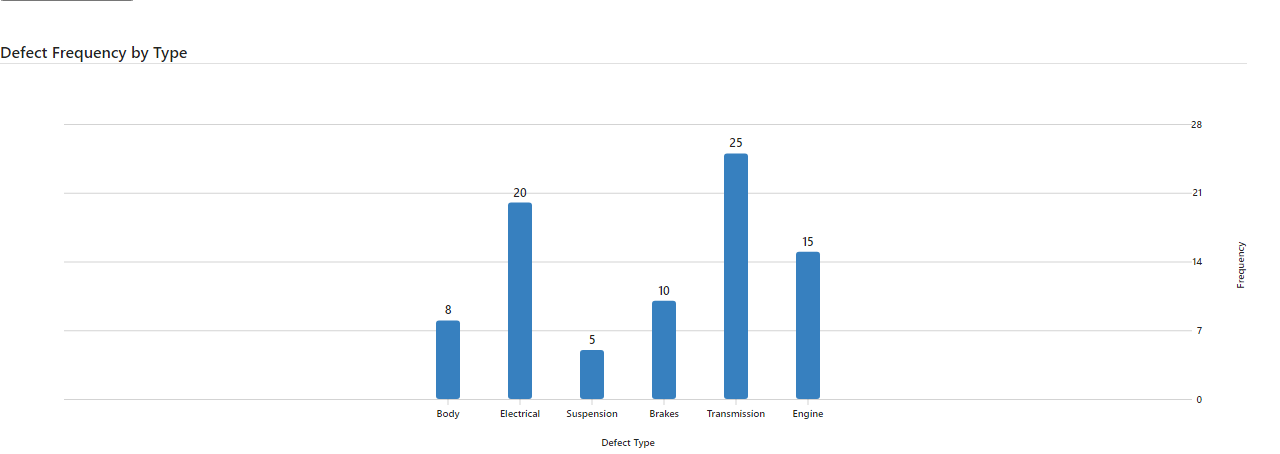 Defect Frequency by Type
28
25
21
20
15
14
Frequency
10
8
7
5
0
Body Electrical Suspension Brakes Transmission Engine
Defect Type